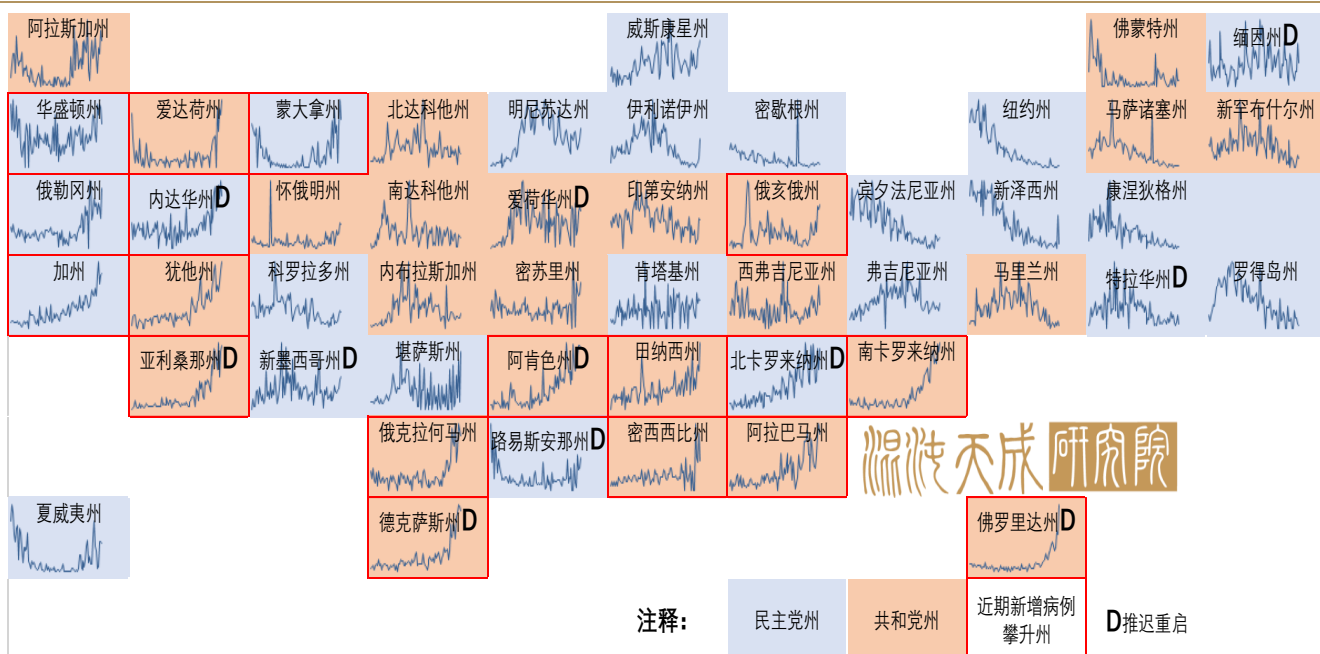 阿拉斯加州
威斯康星州
佛蒙特州
缅因州D
华盛顿州
爱达荷州
蒙大拿州
北达科他州
明尼苏达州
伊利诺伊州
密歇根州
纽约州
马萨诸塞州
新罕布什尔州
俄勒冈州
内达华州D
怀俄明州
南达科他州
爱荷华州D
印第安纳州
俄亥俄州
宾夕法尼亚州
新泽西州
康涅狄格州
加州
犹他州
科罗拉多州
内布拉斯加州
密苏里州
肯塔基州
西弗吉尼亚州
弗吉尼亚州
马里兰州
特拉华州D
罗得岛州
亚利桑那州D
新墨西哥州D
堪萨斯州
阿肯色州D
田纳西州
北卡罗来纳州D
南卡罗来纳州
俄克拉何马州
路易斯安那州D
密西西比州
阿拉巴马州
混沌天成研究院
夏威夷州
德克萨斯州D
佛罗里达州D
注释:
民主党州
共和党州
近期新增病例
攀升州
D推迟重启